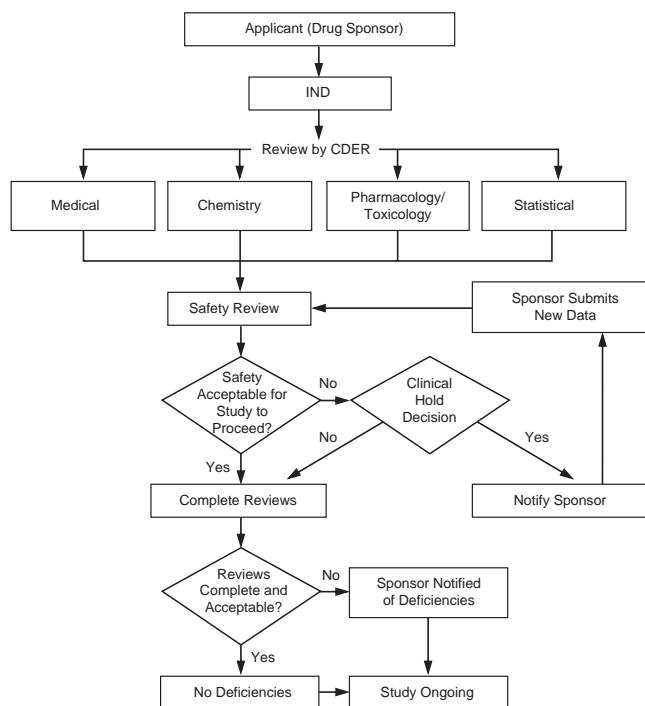 Applicant (Drug Sponsor)
IND
Review by CDER
Medical
Chemistry
Pharmacology/
Toxicology
Statistical
Safety Review
Sponsor Submits
New Data
Safety
Acceptable for
Study to
Proceed?
No
Clinical
Hold
Decision
Yes
No
Yes
Complete Reviews
Notify Sponsor
Reviews
Complete and
Acceptable?
No
Sponsor Notified
of Deficiencies
Yes
No Deficiencies
Study Ongoing